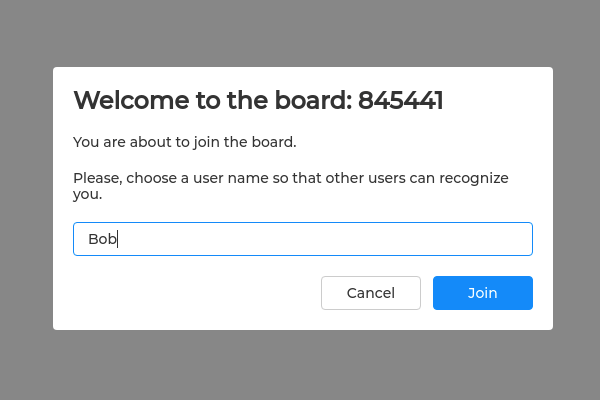 Welcome to the board: 845441
You are about to join the board.
Please, choose a user name so that other users can recognize
you.
Bob
Cancel
Join